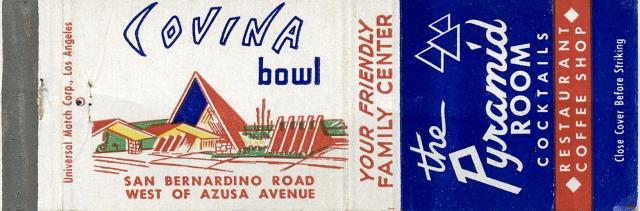 Universal Match Corp., Los Angeles
COVINA
bowl
SAN BERNARDINO ROAD
WEST OF AZUSA AVENUE
YOUR FRIENDLY
FAMILY CENTER
the
Pyramid
ROOM
COCKTAILS
RESTAURANT
COFFEE SHOP
Close Cover Before Striking